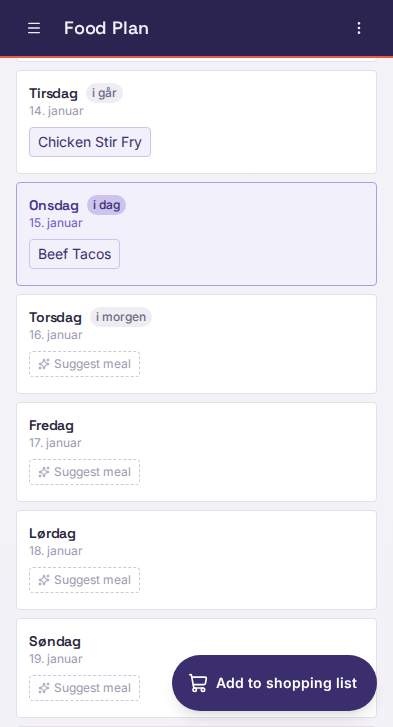 Food Plan
Tirsdag i går
14. januar
Chicken Stir Fry
Onsdag i dag
15. januar
Beef Tacos
Torsdag i morgen
16. januar
Suggest meal
Fredag
17. januar
Suggest meal
Lørdag
18. januar
Suggest meal
Søndag
19. januar
Suggest meal
Add to shopping list